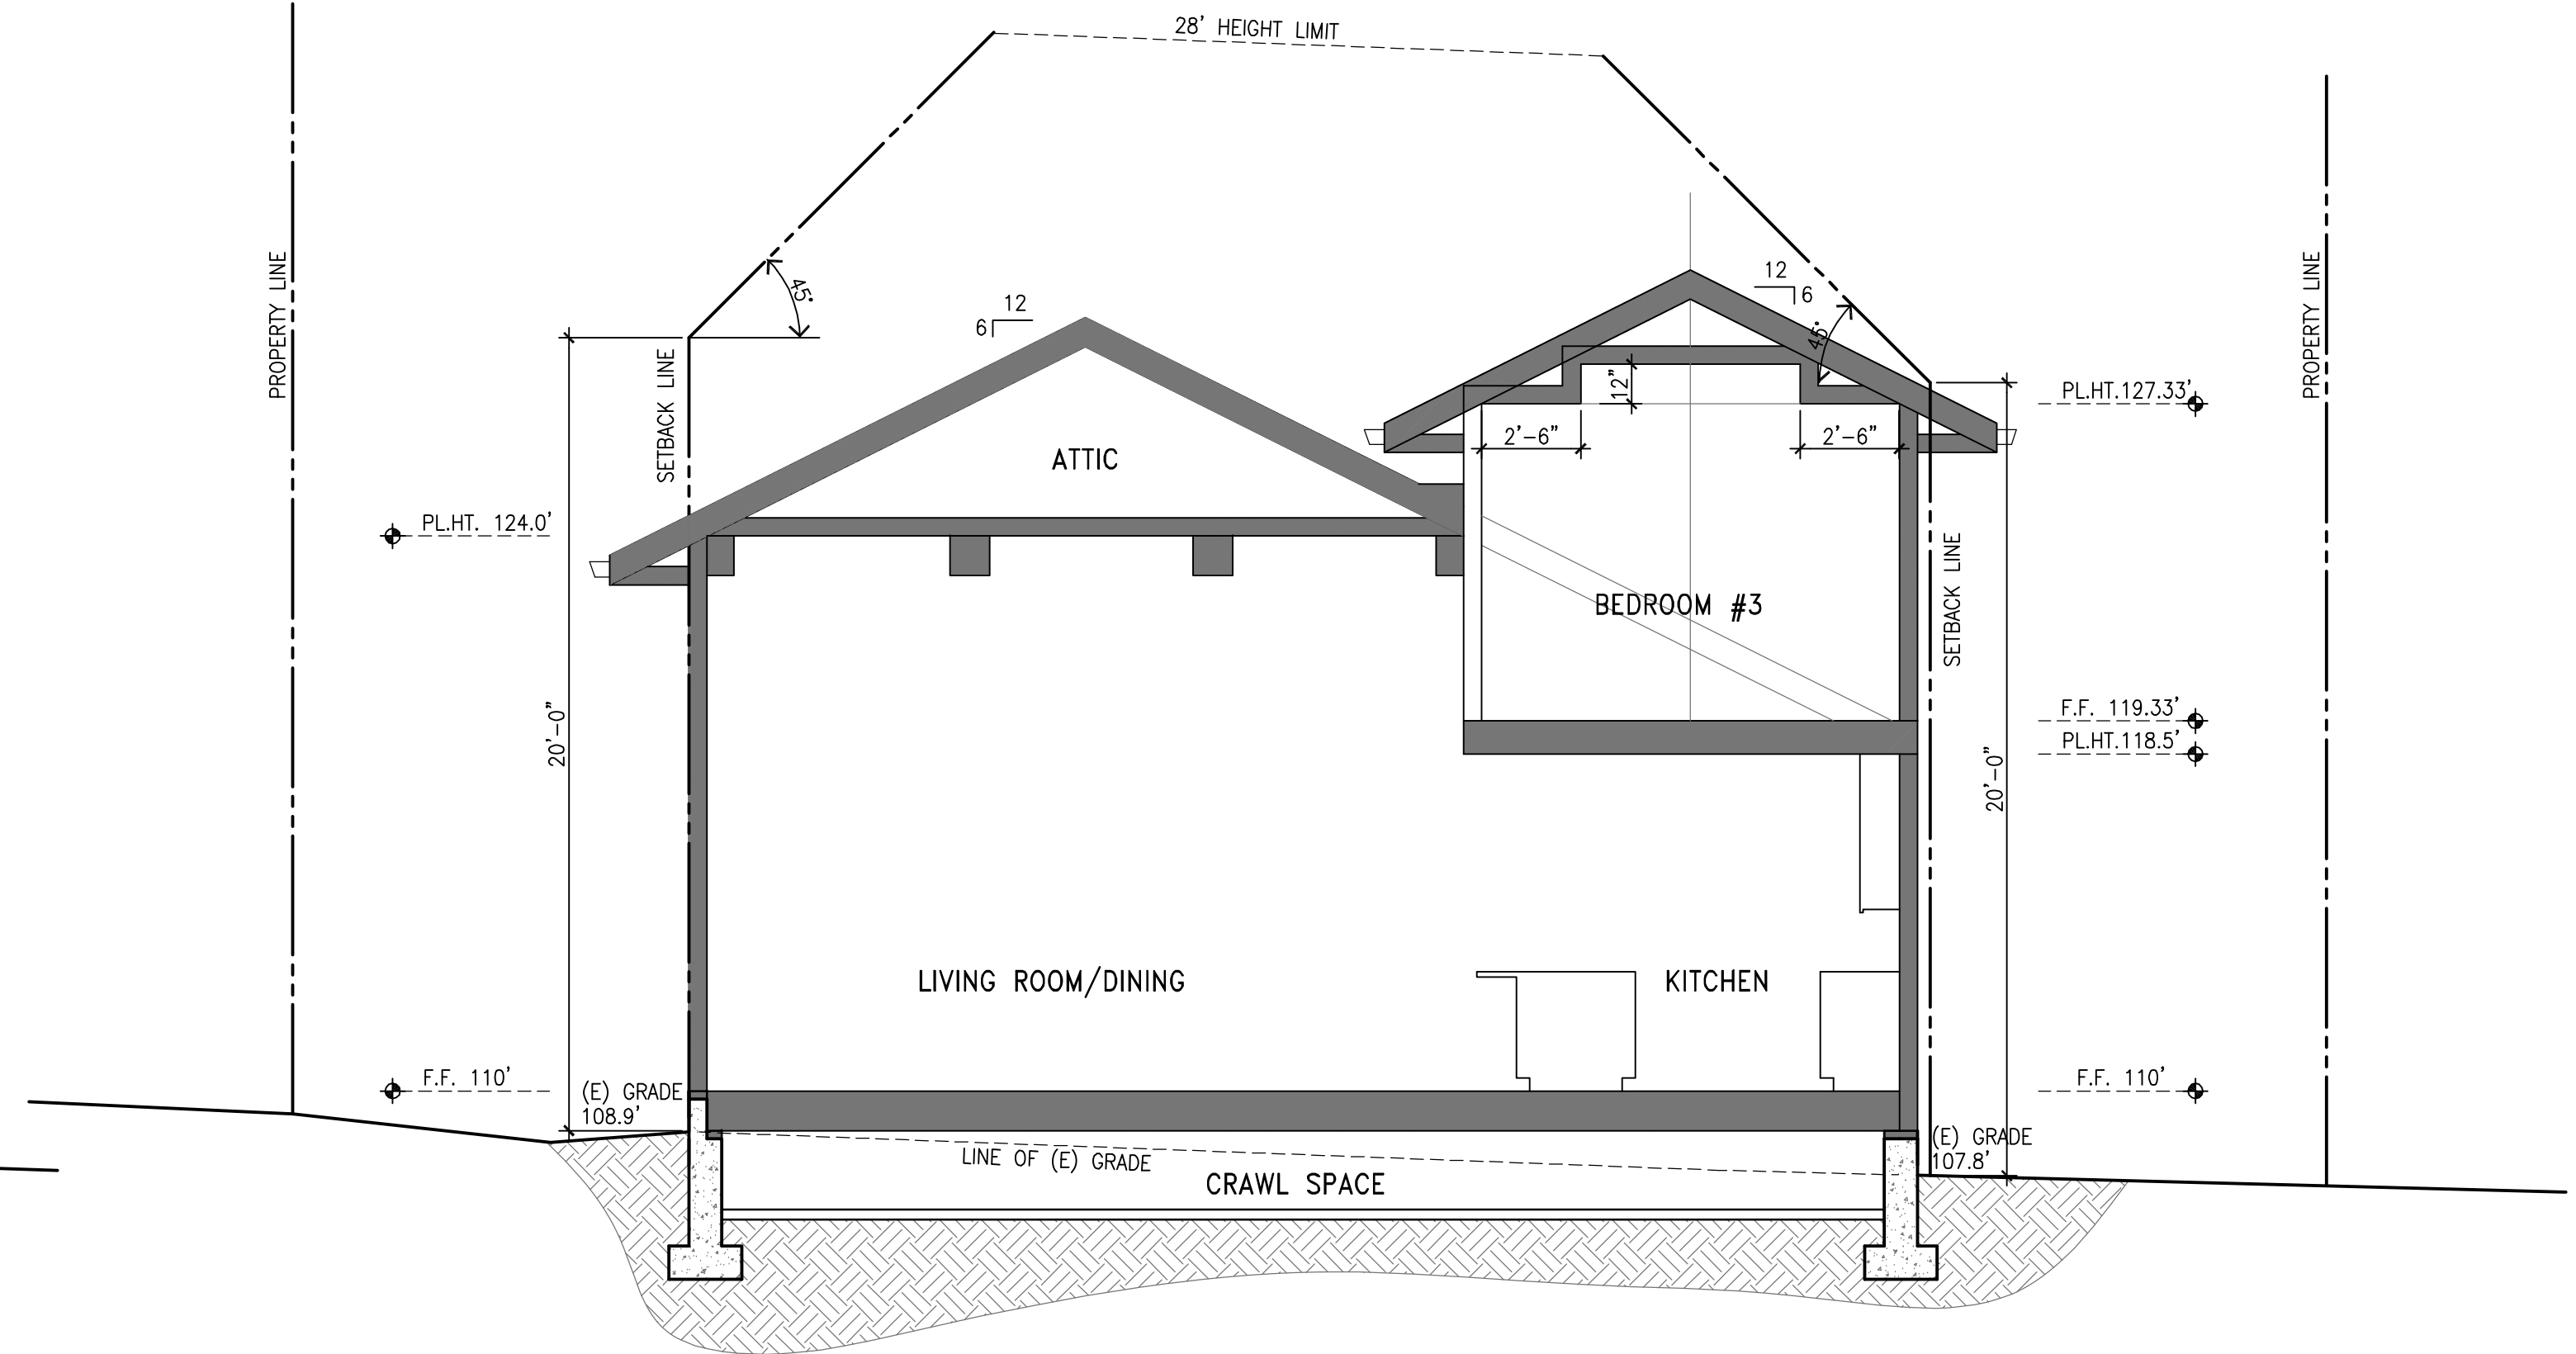 28' HEIGHT LIMIT
PROPERTY LINE
45°
SETBACK LINE
12
6
12
6
45°
PROPERTY LINE
PL.HT.127.33'
12"
2'-6"
2'-6"
ATTIC
PL.HT. 124.0'
BEDROOM #3
SETBACK LINE
20'-0"
F.F. 119.33'
PL.HT.118.5'
20'-0"
LIVING ROOM/DINING
KITCHEN
F.F. 110'
(E) GRADE
108.9'
F.F. 110'
(E) GRADE
107.8'
LINE OF (E) GRADE
CRAWL SPACE